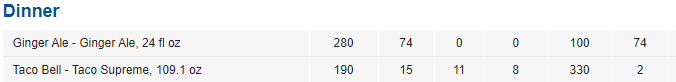 Dinner
Ginger Ale - Ginger Ale, 24 fl oz 280 74 0 0 100 74
Taco Bell - Taco Supreme, 109.1 oz 190 15 11 8 330 2